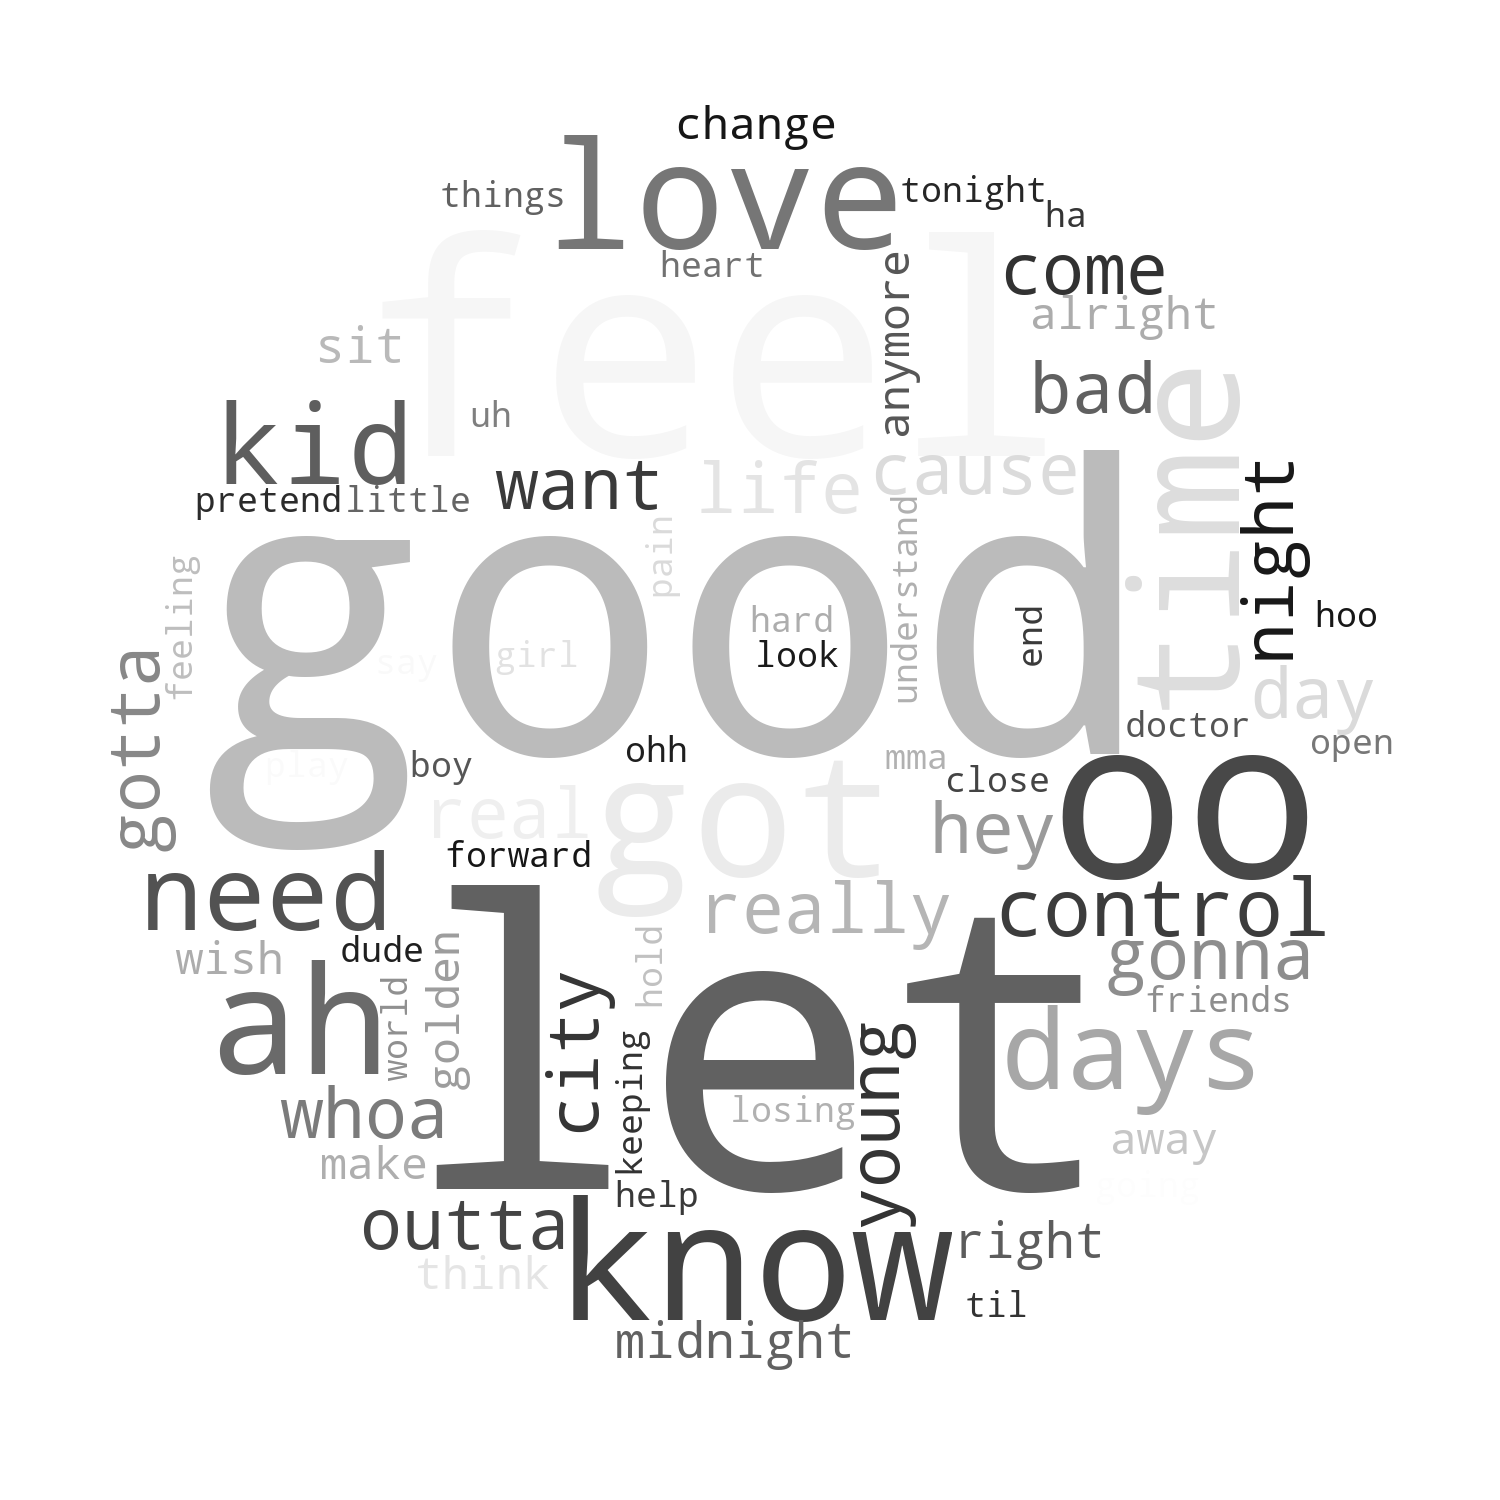 change
love
things
tonight
ha
heart
feel
come
anymore
alright
sit
bad
time
kid
uh
want
life
cause
night
pretend
little
good
pain
understand
feeling
hard
look
end
hoo
say
girl
gotta
day
doctor
open
play
boy
ohh
mma
close
oo
real
got
hey
forward
need
really
control
let
wish
dude
golden
hold
gonna
ah
world
city
friends
days
keeping
young
losing
whoa
make
away
going
help
outta
know
right
think
til
midnight